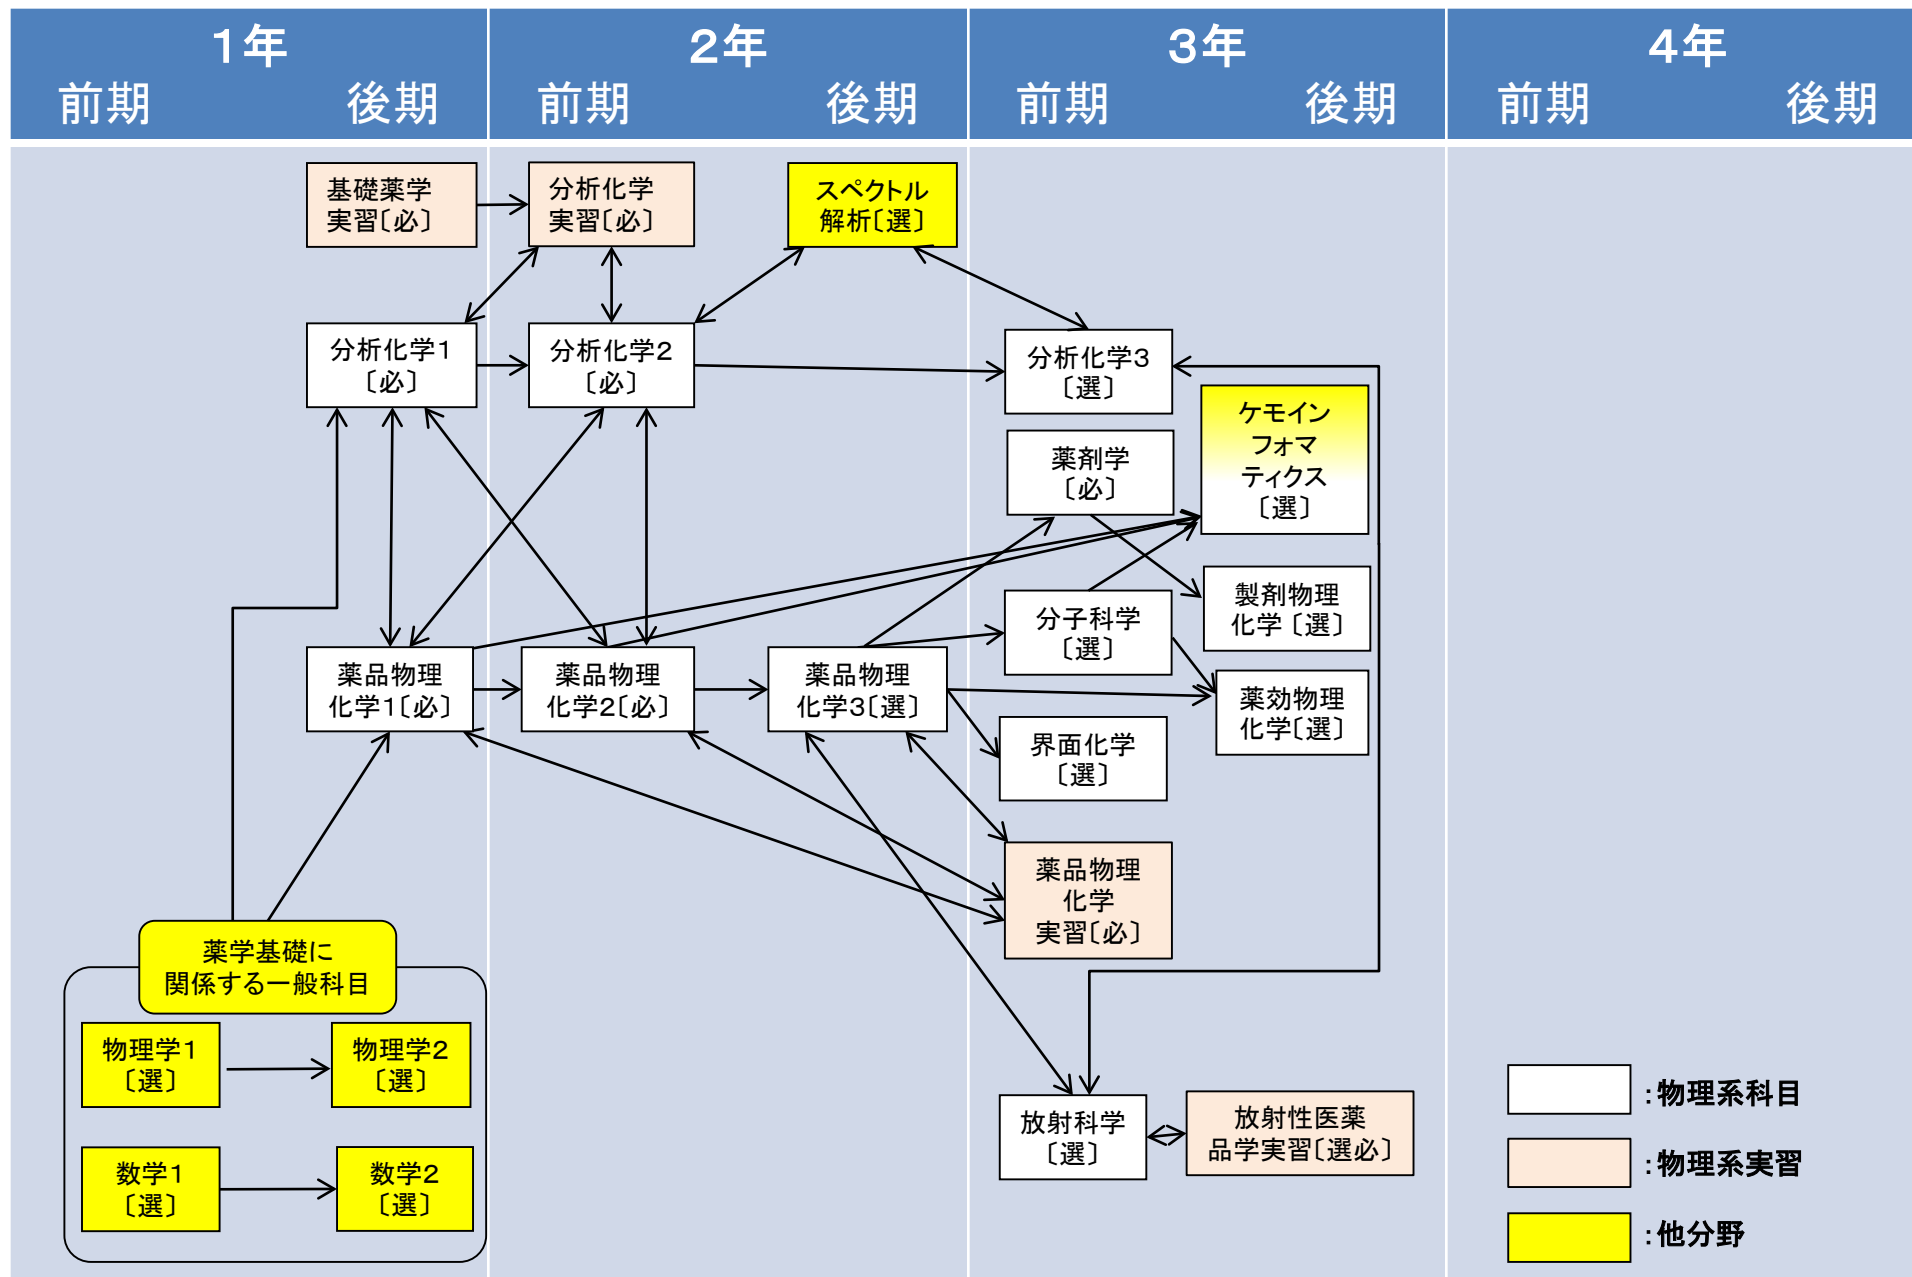 1年
2年
3年
4年
前期
後期
前期
後期
前期
後期
前期
後期
基礎薬学
実習〔必〕
分析化学
実習〔必〕
スペクトル
解析〔選〕
分析化学1
〔必〕
分析化学2
〔必〕
分析化学3
〔選〕
ケモイン
フォマ
ティクス
〔選〕
薬剤学
〔必〕
製剤物理
化学 〔選〕
分子科学
〔選〕
薬品物理
化学1〔必〕
薬品物理
化学2〔必〕
薬品物理
化学3〔選〕
薬効物理
化学〔選〕
界面化学
〔選〕
薬品物理
化学
実習〔必〕
薬学基礎に
関係する一般科目
物理学1
〔選〕
物理学2
〔選〕
数学1
〔選〕
数学2
〔選〕
放射科学
〔選〕
放射性医薬
品学実習〔選必〕
:物理系科目
:物理系実習
:他分野